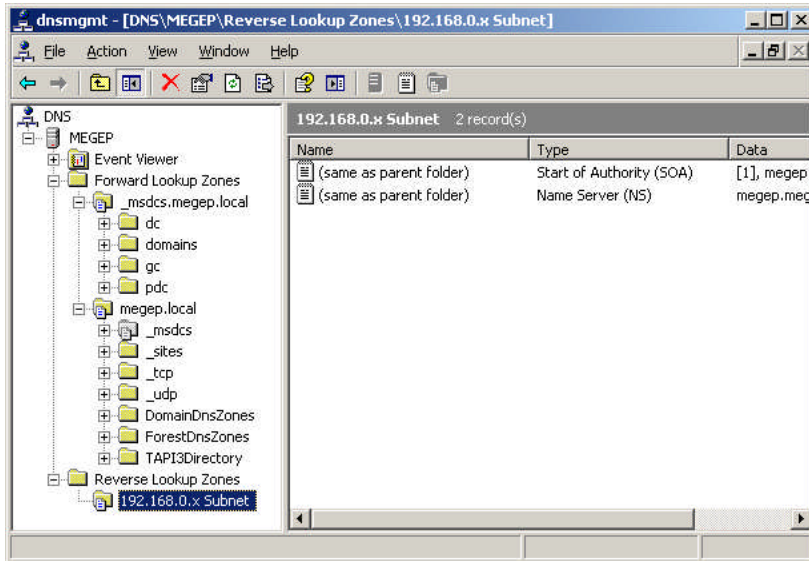 dnsmgmt - [DNS\MEGEP\Reverse Lookup Zones\192.168.0.x Subnet]
File Action View Window Help
DNS
MEGEP
Event Viewer
Forward Lookup Zones
_msdcs.megep.local
dc
domains
gc
pdc
megep.local
_msdcs
_sites
_tcp
_udp
DomainDnsZones
ForestDnsZones
TAPI3Directory
Reverse Lookup Zones
192.168.0.x Subnet
192.168.0.x Subnet 2 record(s)
Name Type Data
(same as parent folder) Start of Authority (SOA) [1], megep
(same as parent folder) Name Server (NS) megep.meg